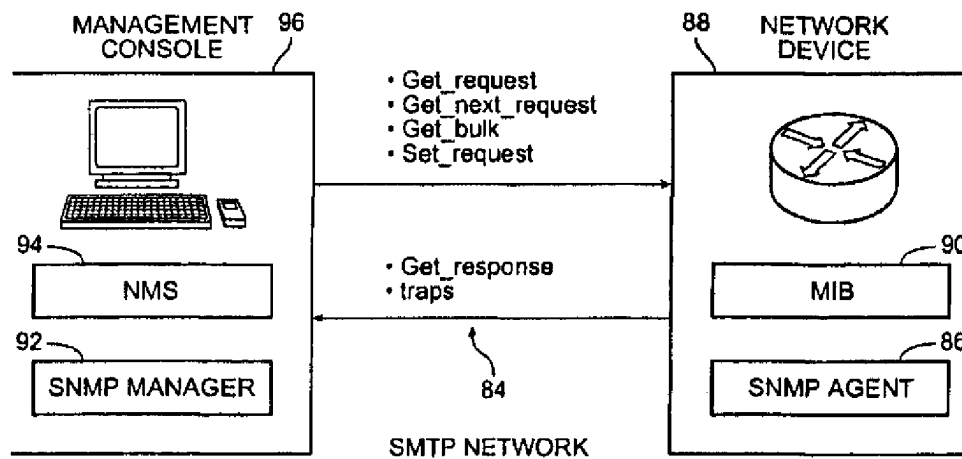 MANAGEMENT
CONSOLE
96
88
NETWORK
DEVICE
• Get_request
• Get_next_request
• Get_bulk
• Set_request
94
NMS
• Get_response
• traps
90
MIB
92
SNMP MANAGER
84
86
SNMP AGENT
SMTP NETWORK